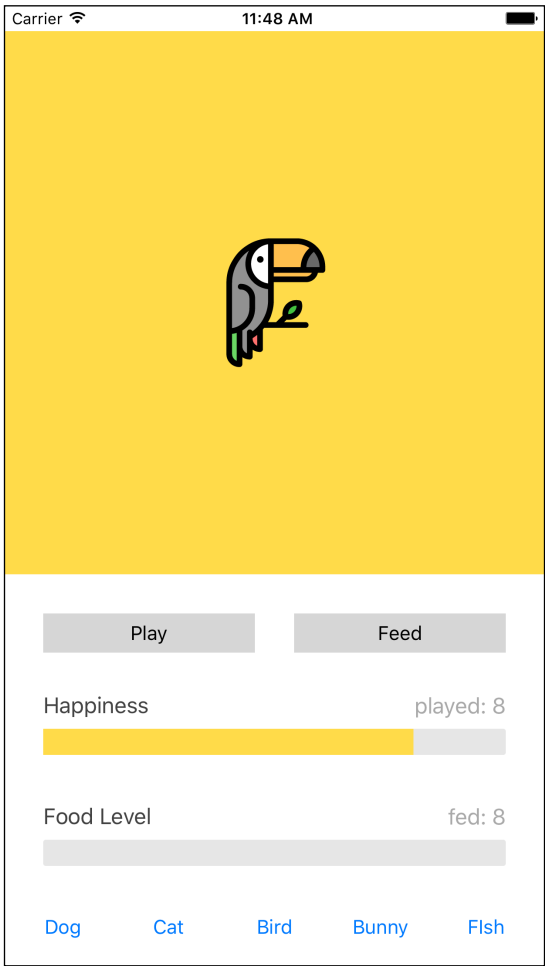 Carrier 11:48 AM
Play Feed
Happiness played: 8
Food Level fed: 8
Dog Cat Bird Bunny FIsh